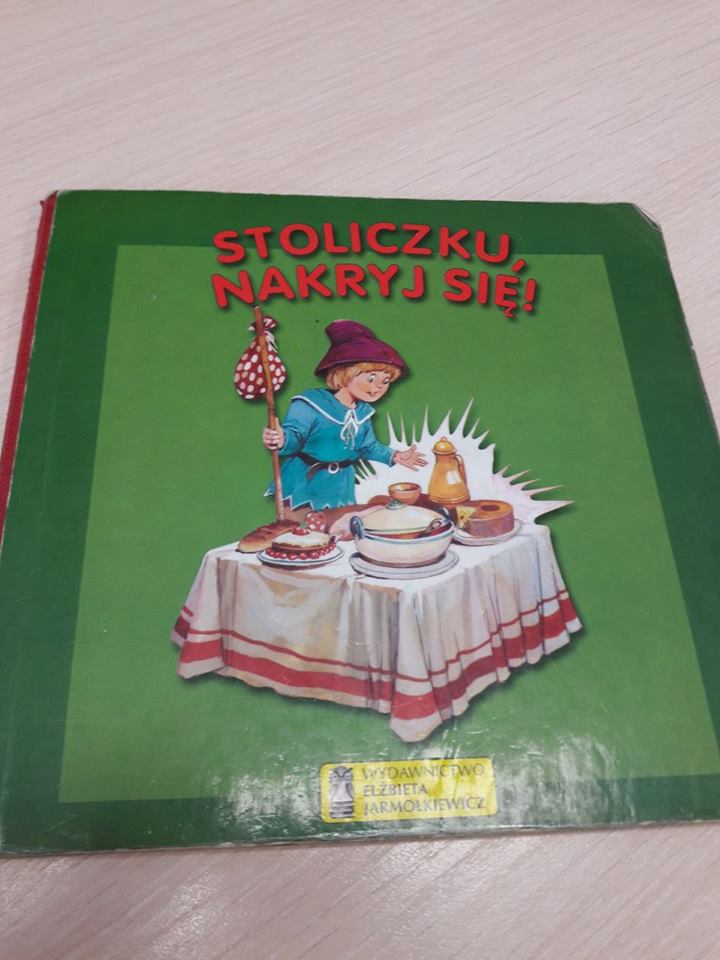 STOLICZKU,
NAKRYJ SIĘ!
WYDAWNICTWO
ELŻBIETA
JARMOŁKIEWICZ